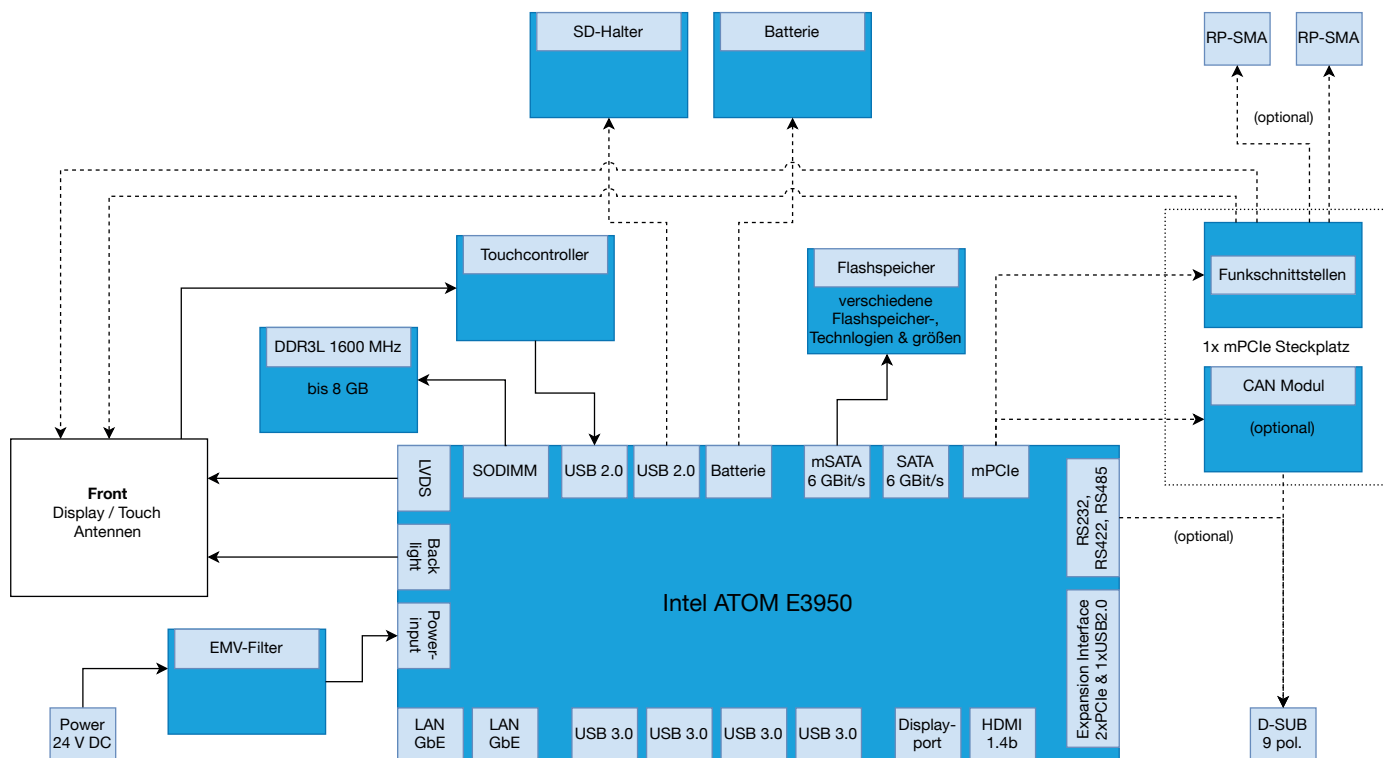 SD-Halter
Batterie
RP-SMA
RP-SMA
(optional)
Touchcontroller
Flashspeicher
verschiedene
Flashspeicher-,
Technlogien & größen
Funkschnittstellen
1x mPCIe Steckplatz
DDR3L 1600 MHz
bis 8 GB
CAN Modul
(optional)
Front
Display / Touch
Antennen
LVDS
SODIMM
USB 2.0
USB 2.0
Batterie
mSATA
6 GBit/s
SATA
6 GBit/s
mPCIe
RS232,
RS422, RS485
(optional)
Back
light
Intel ATOM E3950
Power-
input
EMV-Filter
Expansion Interface
2xPCIe & 1xUSB2.0
Power
24 V DC
LAN
GbE
LAN
GbE
USB 3.0
USB 3.0
USB 3.0
USB 3.0
Display-
port
HDMI
1.4b
D-SUB
9 pol.